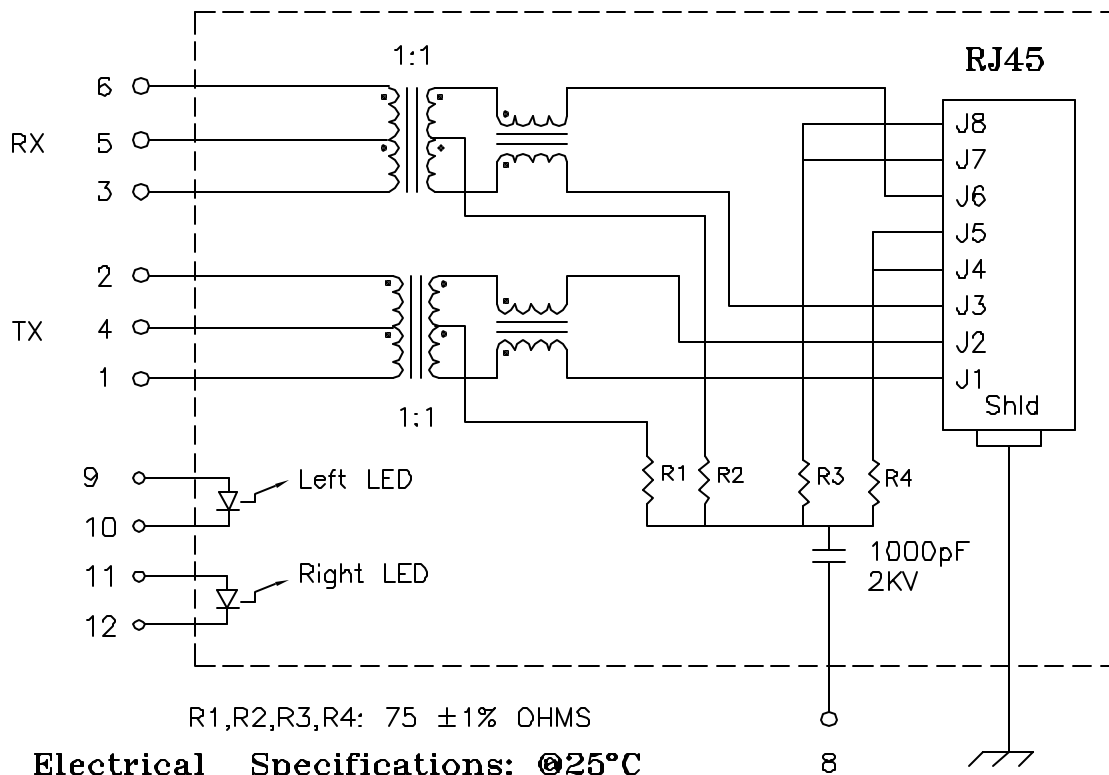 1:1
RJ45
6
RX
5
3
J8
J7
J6
J5
J4
J3
J2
J1
Shld
2
TX
4
1
1:1
9
Left LED
10
R1
R2
R3
R4
11
Right LED
12
1000pF
2KV
R1,R2,R3,R4: 75 ±1% OHMS
8
Electrical Specifications: @25°C